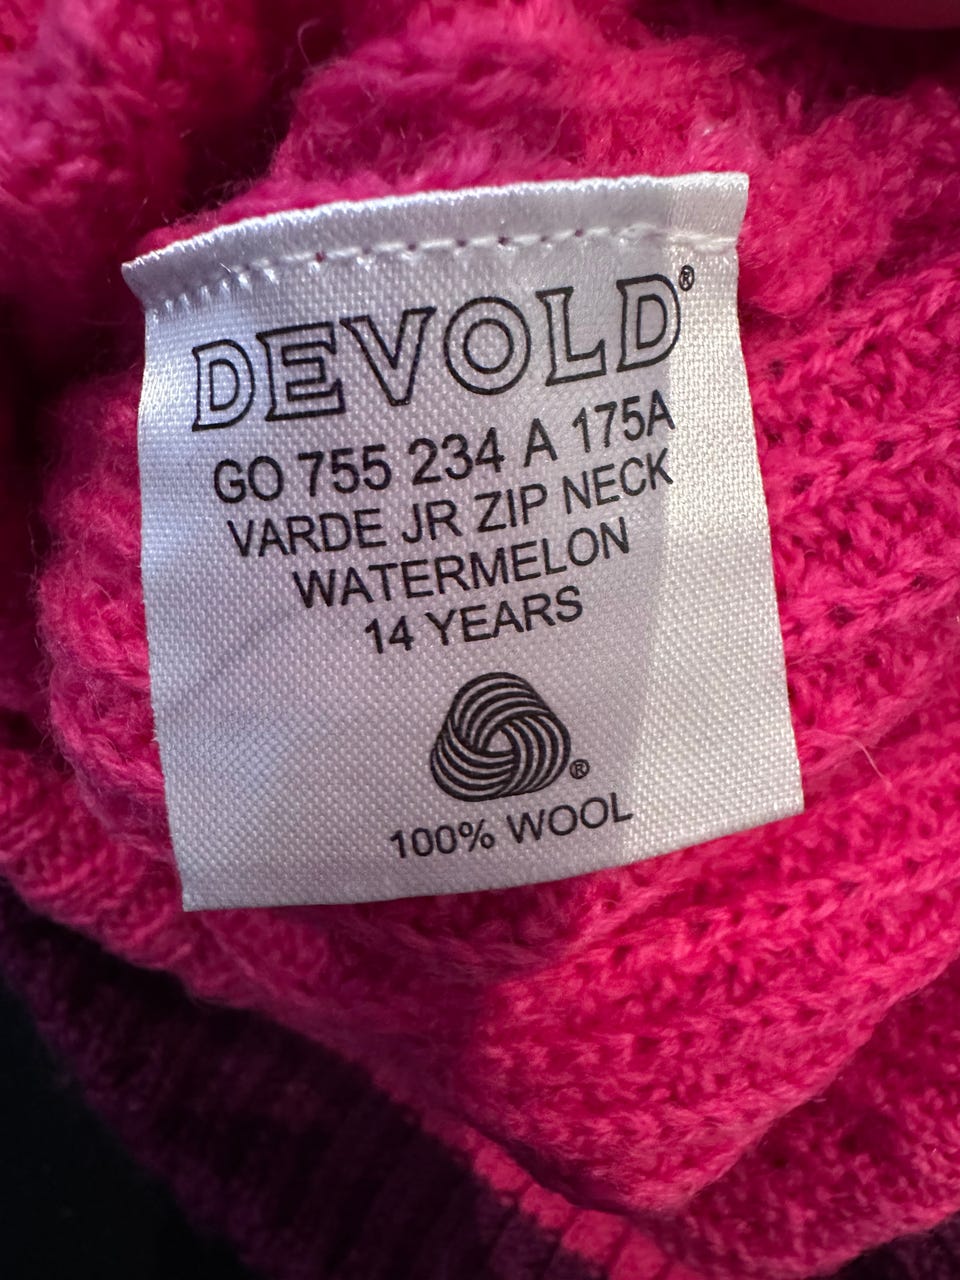 DEVOLD®
GO 755 234 A 175A
VARDE JR ZIP NECK
WATERMELON
14 YEARS
®
100% WOOL